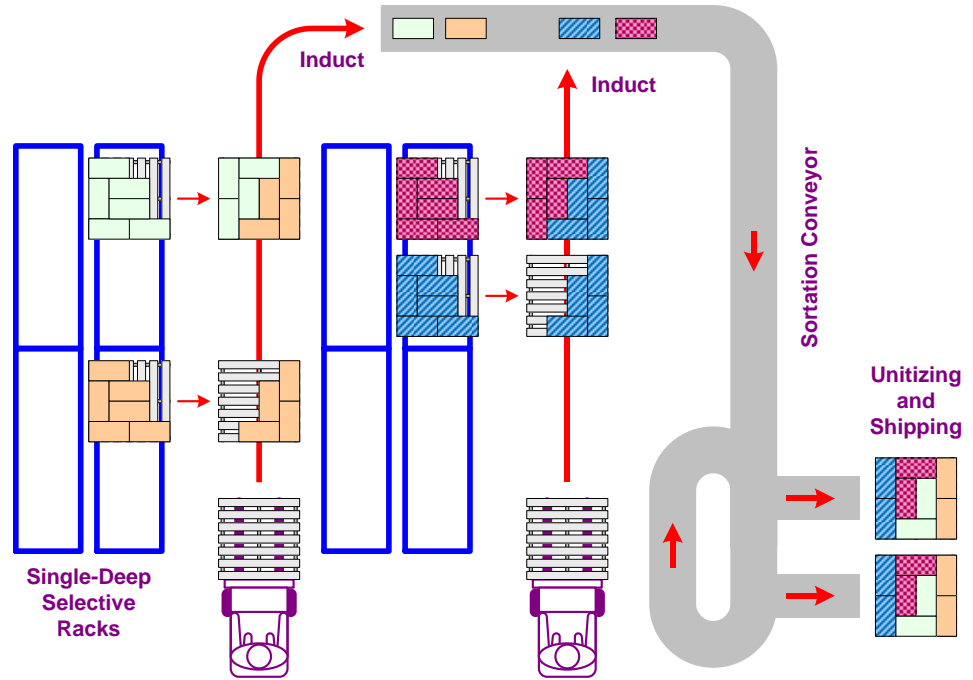 Induct
Induct
Sortation Conveyor
Unitizing
and
Shipping
Single-Deep
Selective
Racks